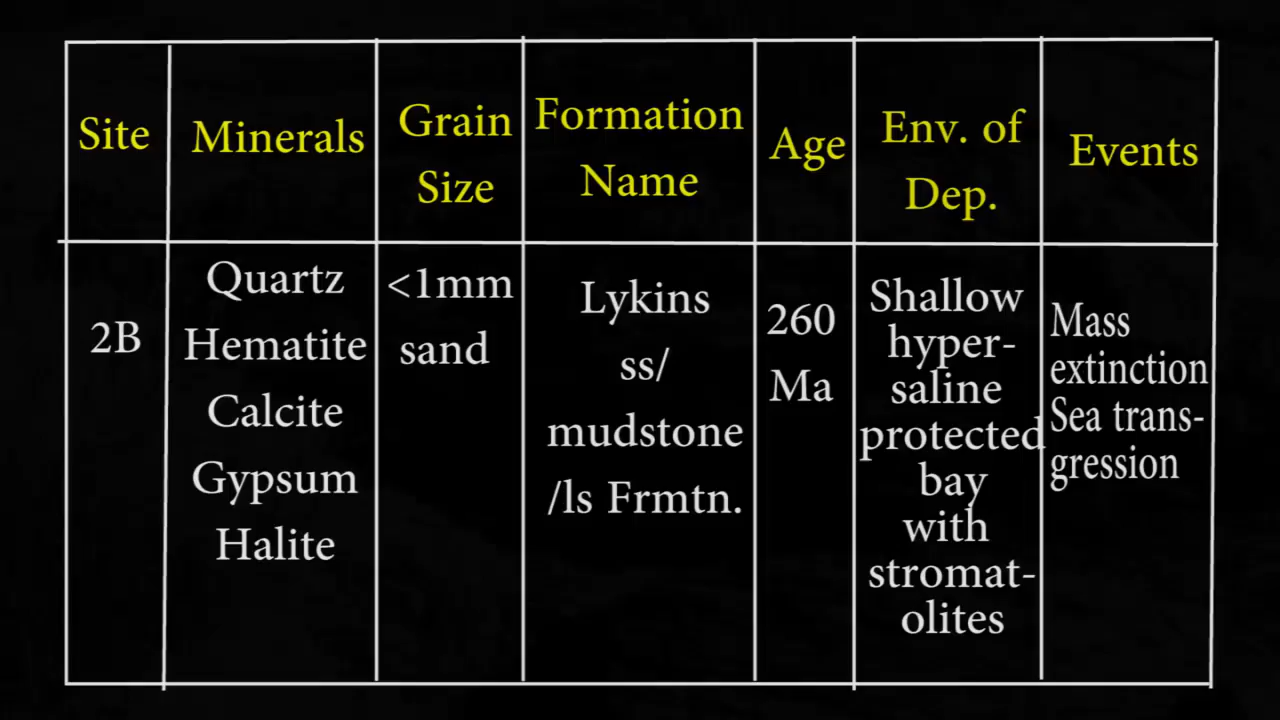 Site
Minerals
Grain
Size
Formation
Name
Age
Env. of
Dep.
Events
2B
Quartz
Hematite
Calcite
Gypsum
Halite
<1mm
sand
Lykins
ss/
mudstone
/ls Frmtn.
260
Ma
Shallow
hyper-
saline
protected
bay
with
stromat-
olites
Mass
extinction
Sea trans-
gression